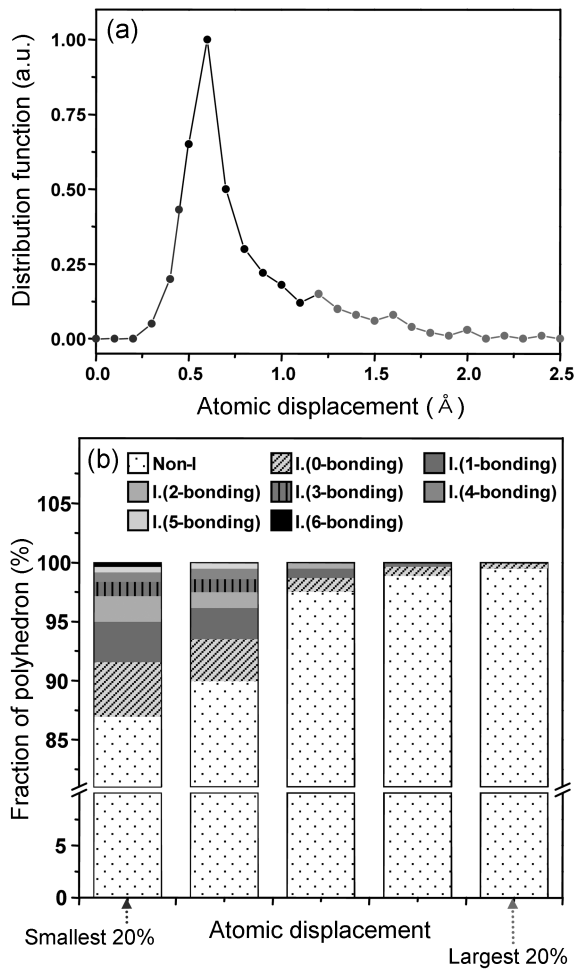 (a)
Distribution function (a.u.)
1.00
0.75
0.50
0.25
0.00
0.0 0.5 1.0 1.5 2.0 2.5
Atomic displacement (Å)
(b)
Non-I I.(0-bonding) I.(1-bonding)
I.(2-bonding) I.(3-bonding) I.(4-bonding)
I.(5-bonding) I.(6-bonding)
Fraction of polyhedron (%)
105
100
95
90
85
5
0
Smallest 20%
Atomic displacement
Largest 20%